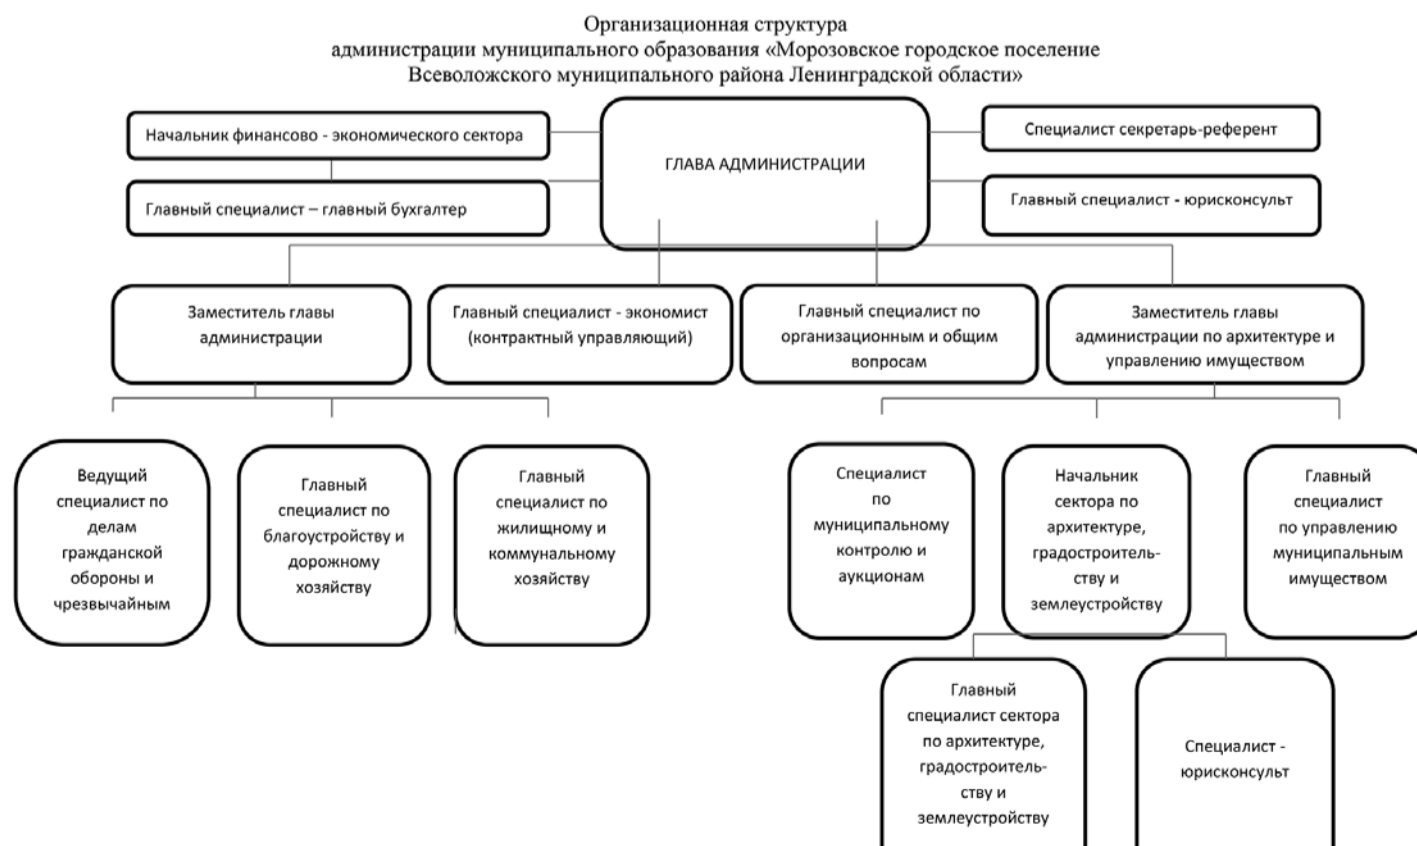 Организационная структура
администрации муниципального образования «Морозовское городское поселение
Всеволожского муниципального района Ленинградской области»
Начальник финансово - экономического сектора
Главный специалист – главный бухгалтер
ГЛАВА АДМИНИСТРАЦИИ
Специалист секретарь-референт
Главный специалист - юрисконсульт
Заместитель главы
администрации
Главный специалист - экономист
(контрактный управляющий)
Главный специалист по
организационным и общим
вопросам
Заместитель главы
администрации по архитектуре и
управлению имуществом
Ведущий
специалист по
делам
гражданской
обороны и
чрезвычайным
Главный
специалист по
благоустройству и
дорожному
хозяйству
Главный
специалист по
жилищному и
коммунальному
хозяйству
Специалист
по
муниципальному
контролю и
аукционам
Начальник
сектора по
архитектуре,
градостроитель-
ству и
землеустройству
Главный
специалист
по управлению
муниципальным
имуществом
Главный
специалист сектора
по архитектуре,
градостроитель-
ству и
землеустройству
Специалист -
юрисконсульт